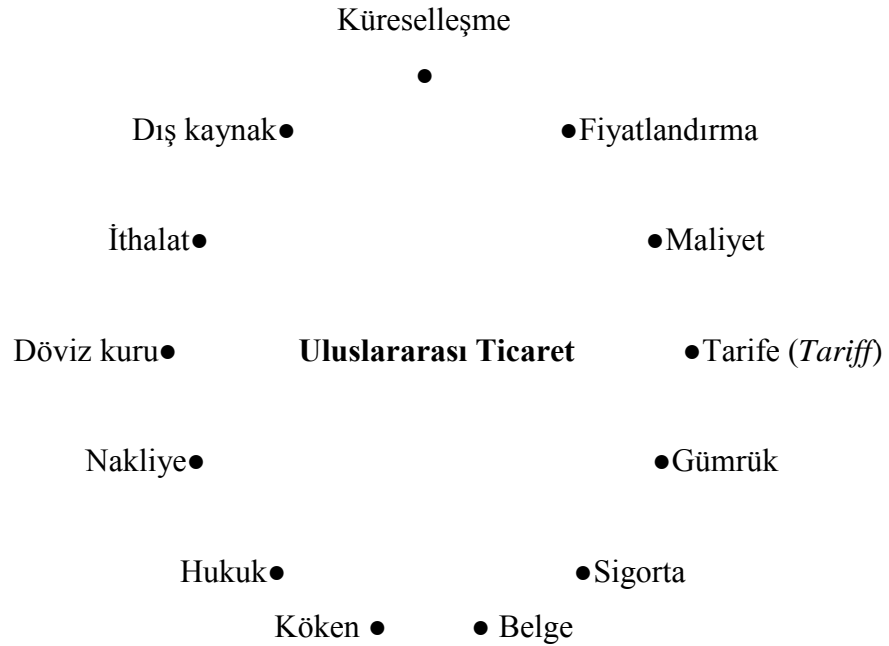 Küreselleşme
●
Dış kaynak● ●Fiyatlandırma
İthalat● ●Maliyet
Döviz kuru● Uluslararası Ticaret ●Tarife (Tariff)
Nakliye● ●Gümrük
Hukuk● ●Sigorta
Köken ● ● Belge